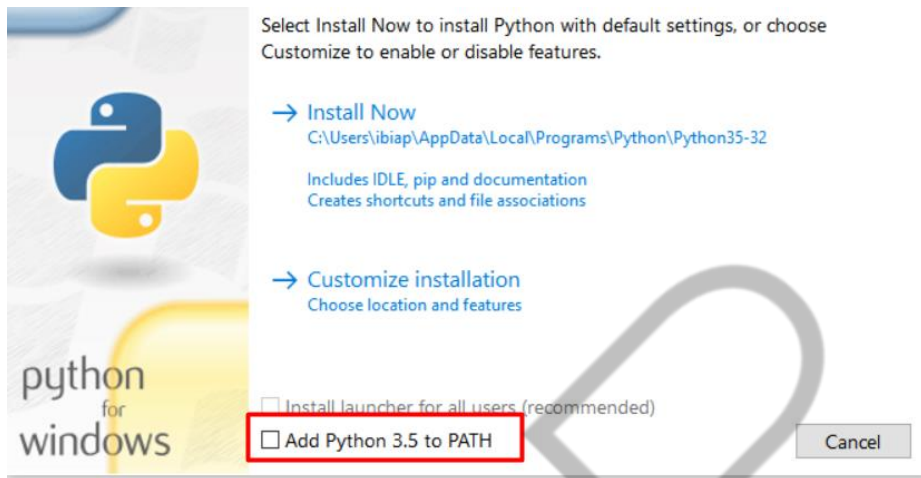 Select Install Now to install Python with default settings, or choose
Customize to enable or disable features.
Install Now
C:\Users\ibiap\AppData\Local\Programs\Python\Python35-32
Includes IDLE, pip and documentation
Creates shortcuts and file associations
Customize installation
Choose location and features
Install launcher for all users (recommended)
Add Python 3.5 to PATH
Cancel
python
for
windows